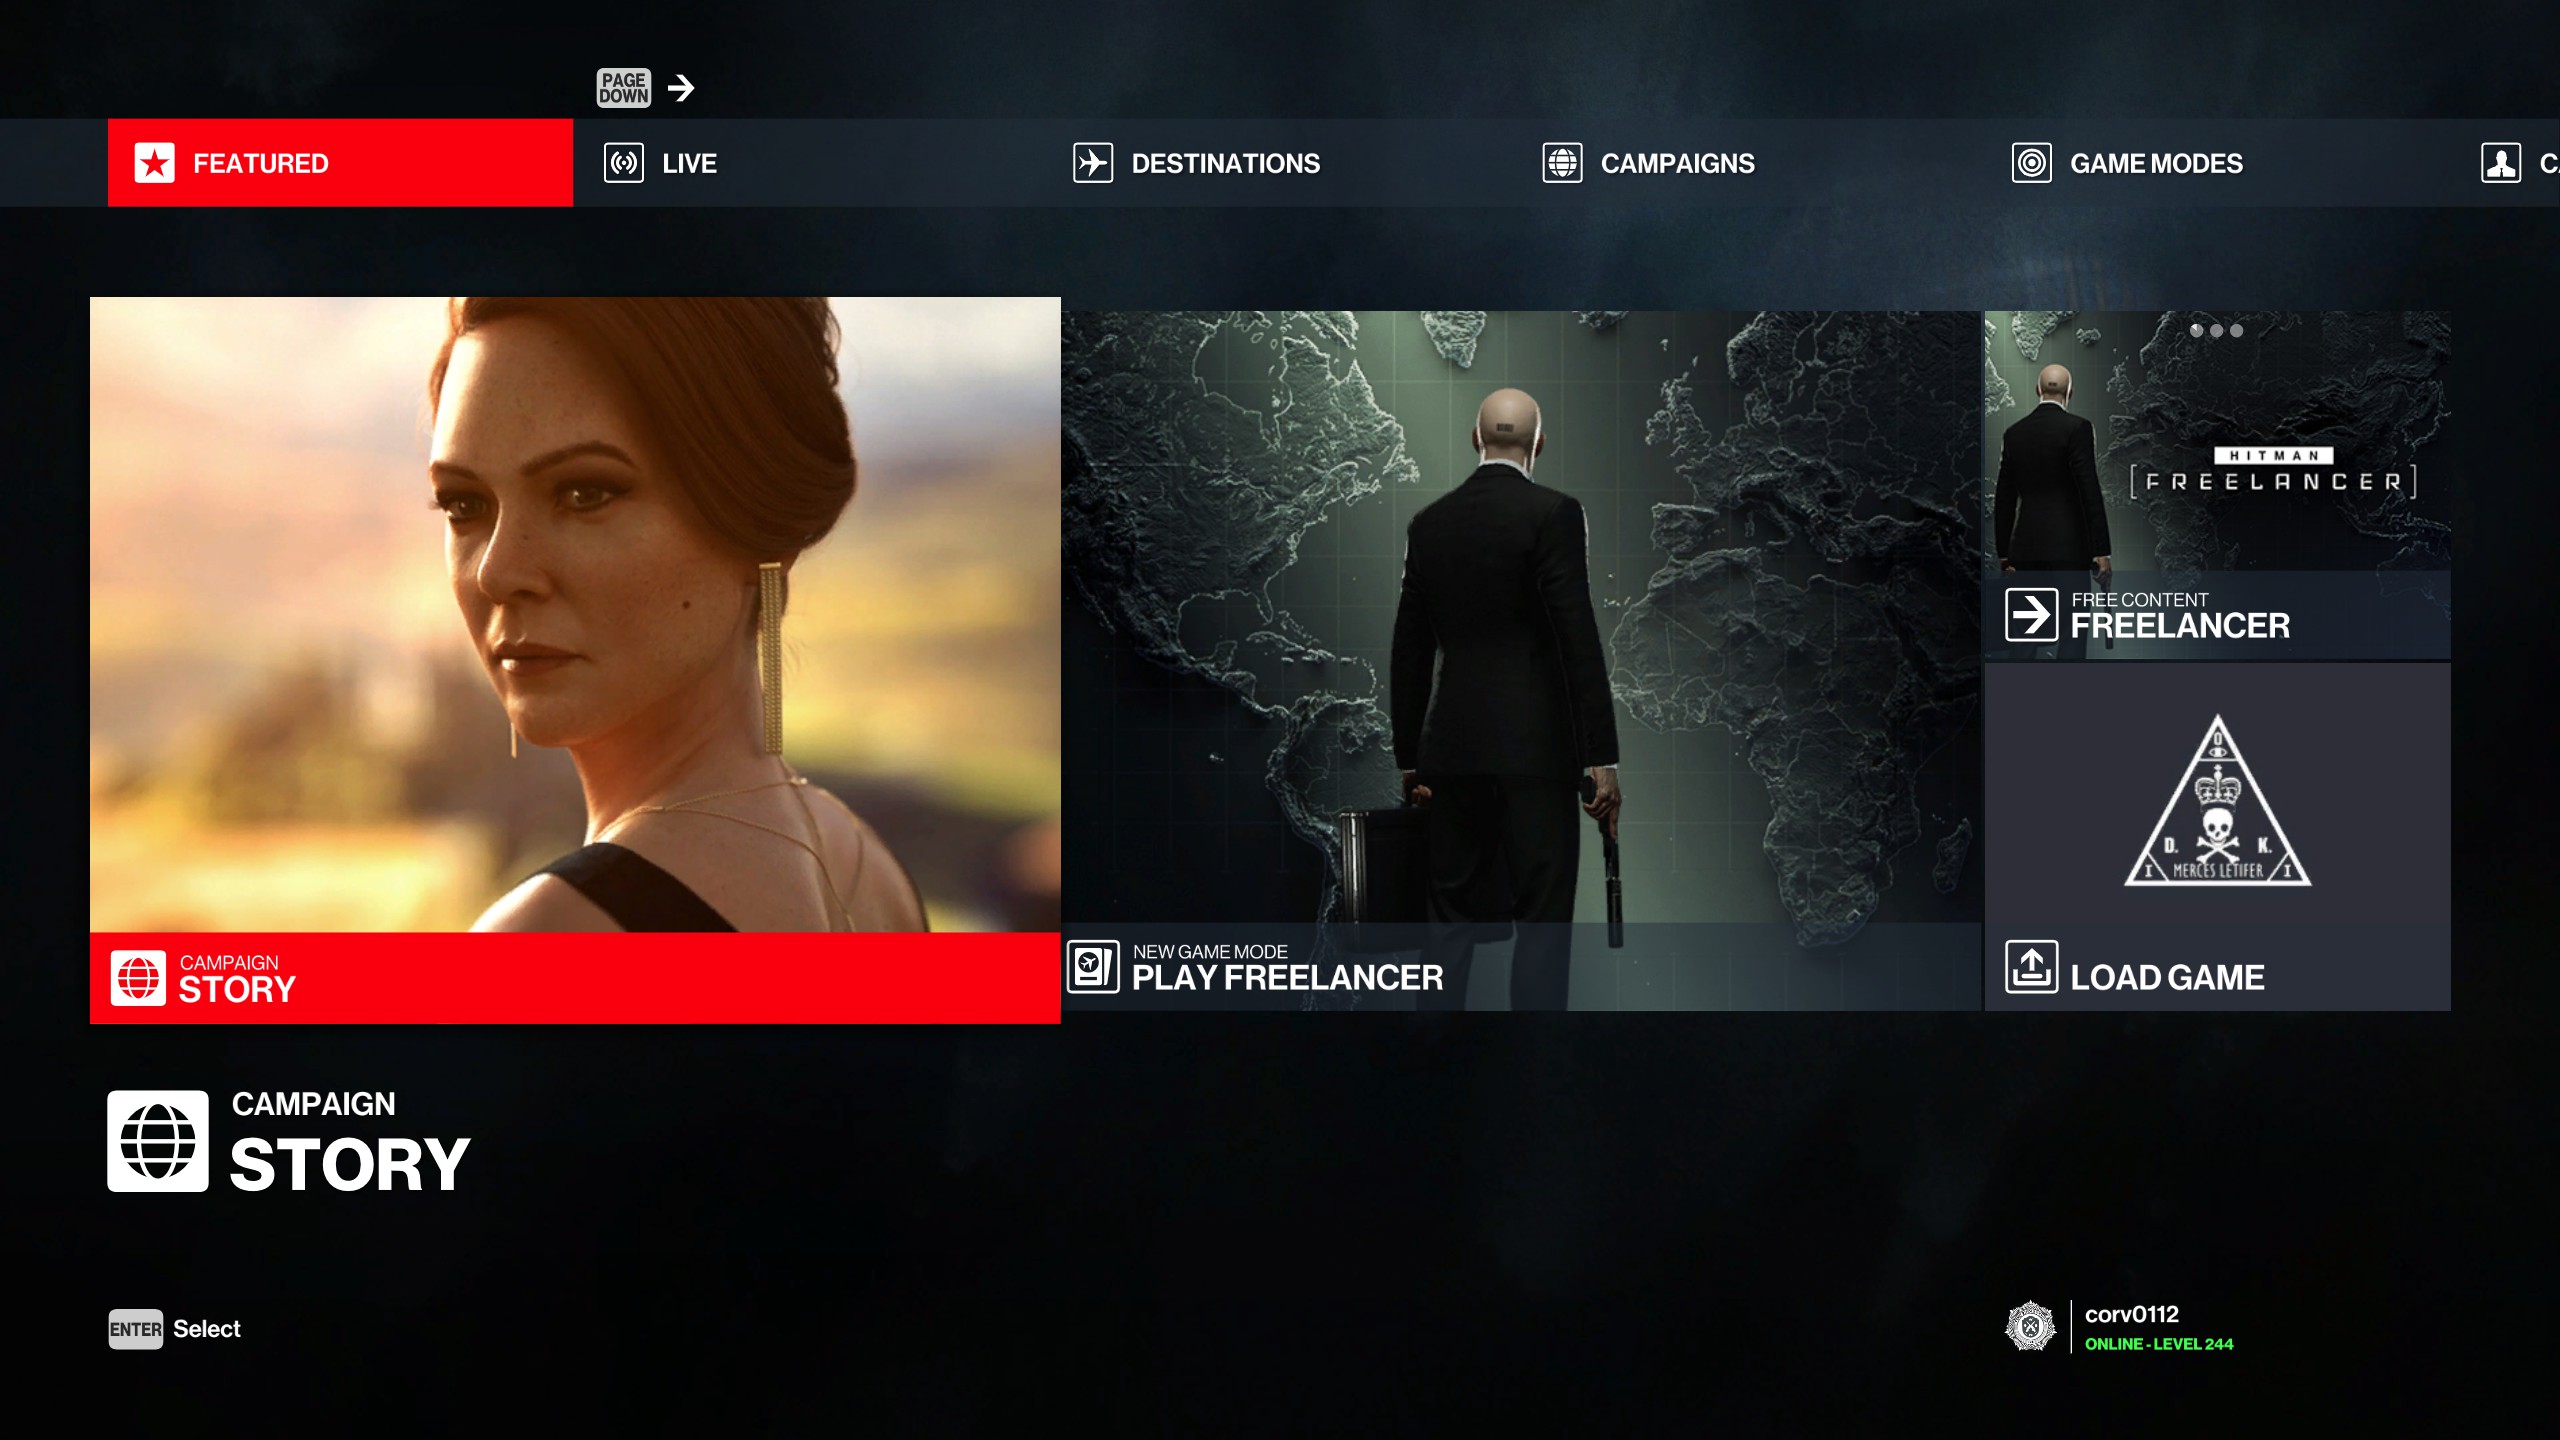 PAGE
DOWN
FEATURED
LIVE
DESTINATIONS
CAMPAIGNS
GAME MODES
CAMPAIGN
STORY
NEW GAME MODE
PLAY FREELANCER
HITMAN
[FREELANCER]
FREE CONTENT
FREELANCER
O
D. K.
I MERCES LETIFER I
LOAD GAME
CAMPAIGN
STORY
ENTER Select
corv0112
ONLINE - LEVEL 244